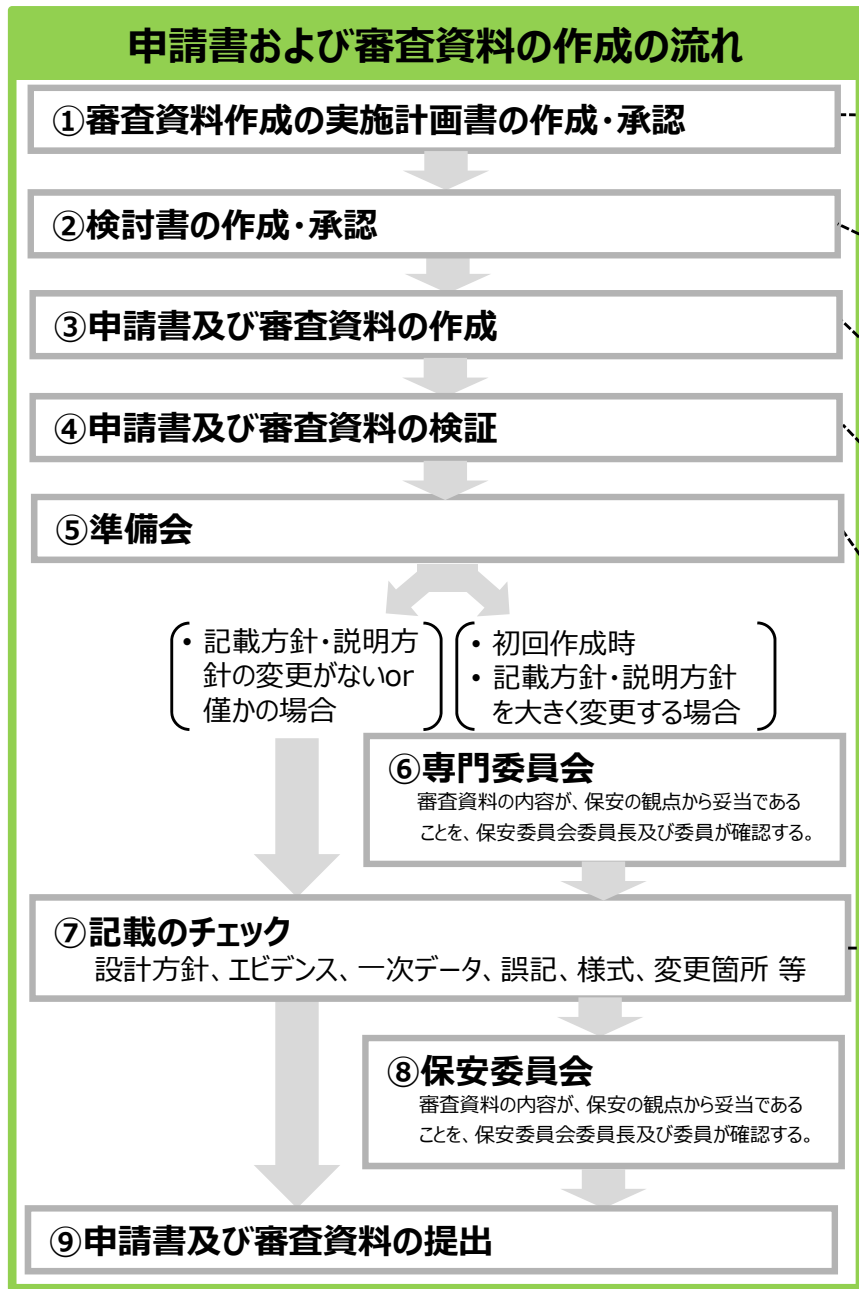 申請書および審査資料の作成の流れ
①審査資料作成の実施計画書の作成・承認
②検討書の作成・承認
③申請書及び審査資料の作成
④申請書及び審査資料の検証
⑤準備会
• 記載方針・説明方
針の変更がないor
僅かの場合
• 初回作成時
• 記載方針・説明方針
を大きく変更する場合
⑥専門委員会
審査資料の内容が、保安の観点から妥当である
ことを、保安委員会委員長及び委員が確認する。
⑦記載のチェック
設計方針、エビデンス、一次データ、誤記、様式、変更箇所 等
⑧保安委員会
審査資料の内容が、保安の観点から妥当である
ことを、保安委員会委員長及び委員が確認する。
⑨申請書及び審査資料の提出